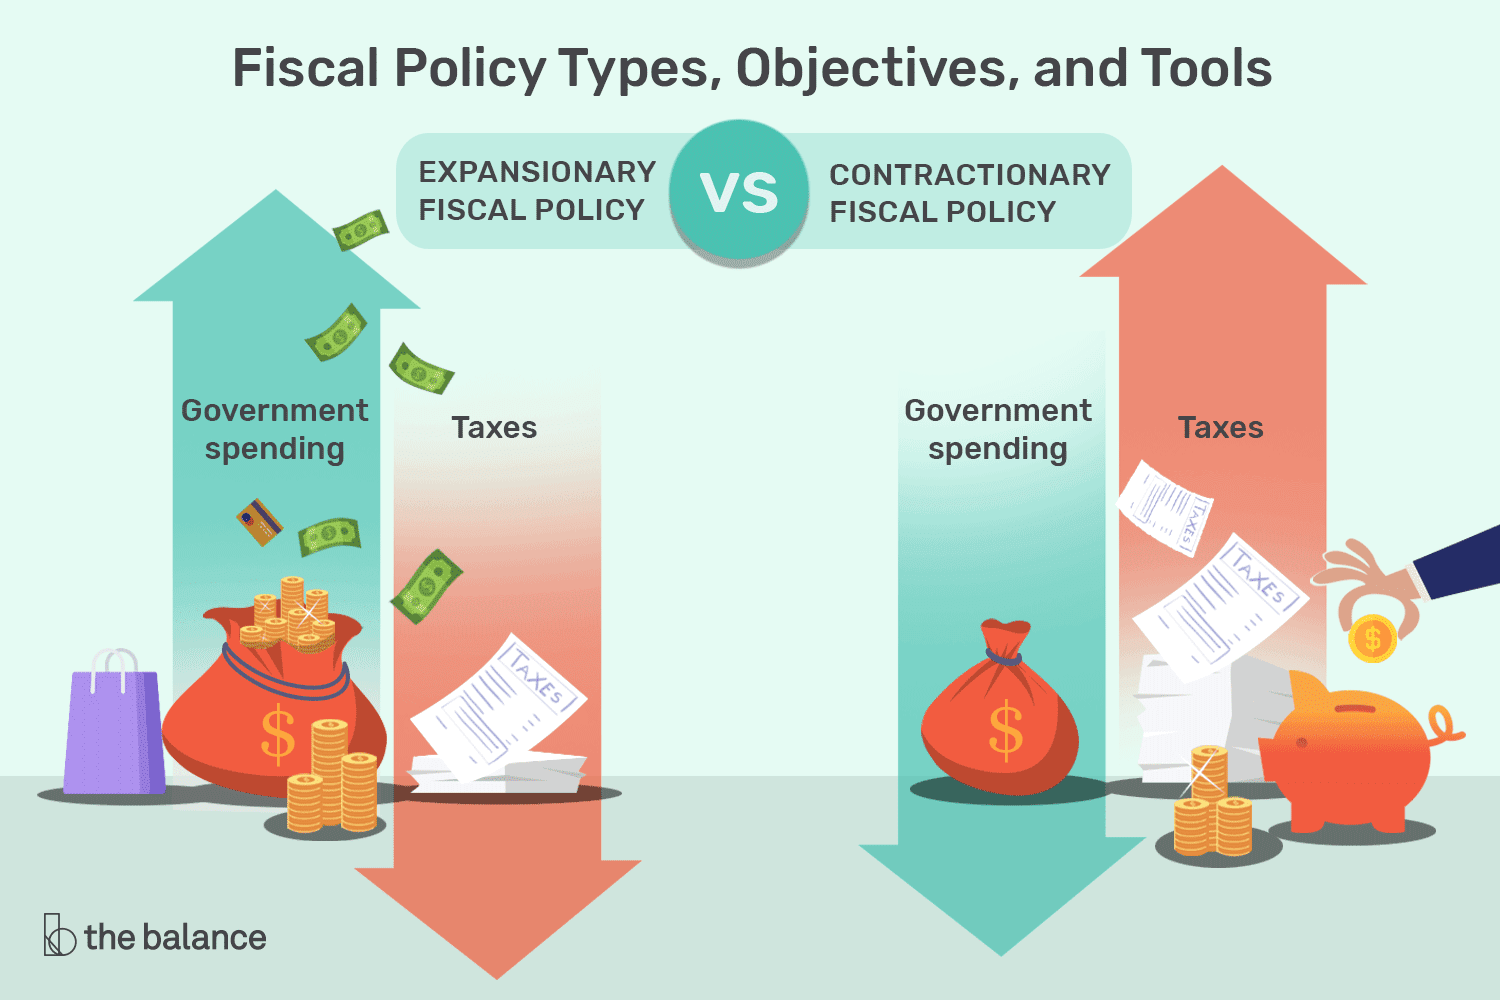 Fiscal Policy Types, Objectives, and Tools
EXPANSIONARY
FISCAL POLICY
VS
CONTRACTIONARY
FISCAL POLICY
Government
spending
Taxes
Government
spending
Taxes
TAXES
TAXES
TAXES
$
$
$
the balance